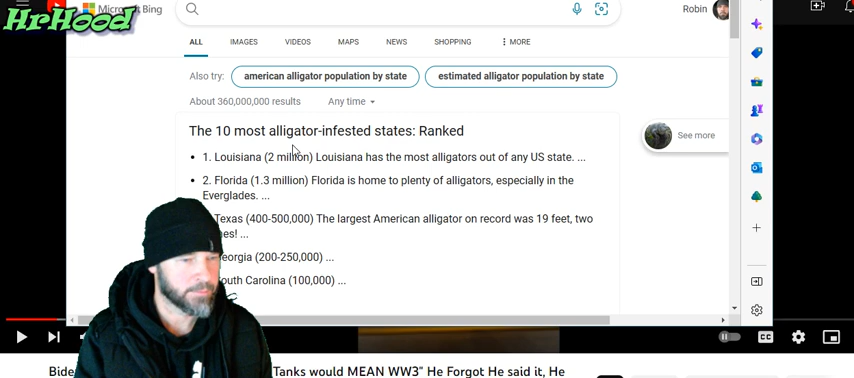 HrHood
Microsoft Bing
Robin
ALL IMAGES VIDEOS MAPS NEWS SHOPPING MORE
Also try: american alligator population by state estimated alligator population by state
About 360,000,000 results Any time
The 10 most alligator-infested states: Ranked
1. Louisiana (2 million) Louisiana has the most alligators out of any US state. ...
See more
2. Florida (1.3 million) Florida is home to plenty of alligators, especially in the
Everglades. ...
Texas (400-500,000) The largest American alligator on record was 19 feet, two
...
(200-250,000) ...
Carolina (100,000) ...
CC
Tanks would MEAN WW3" He Forgot He said it, He